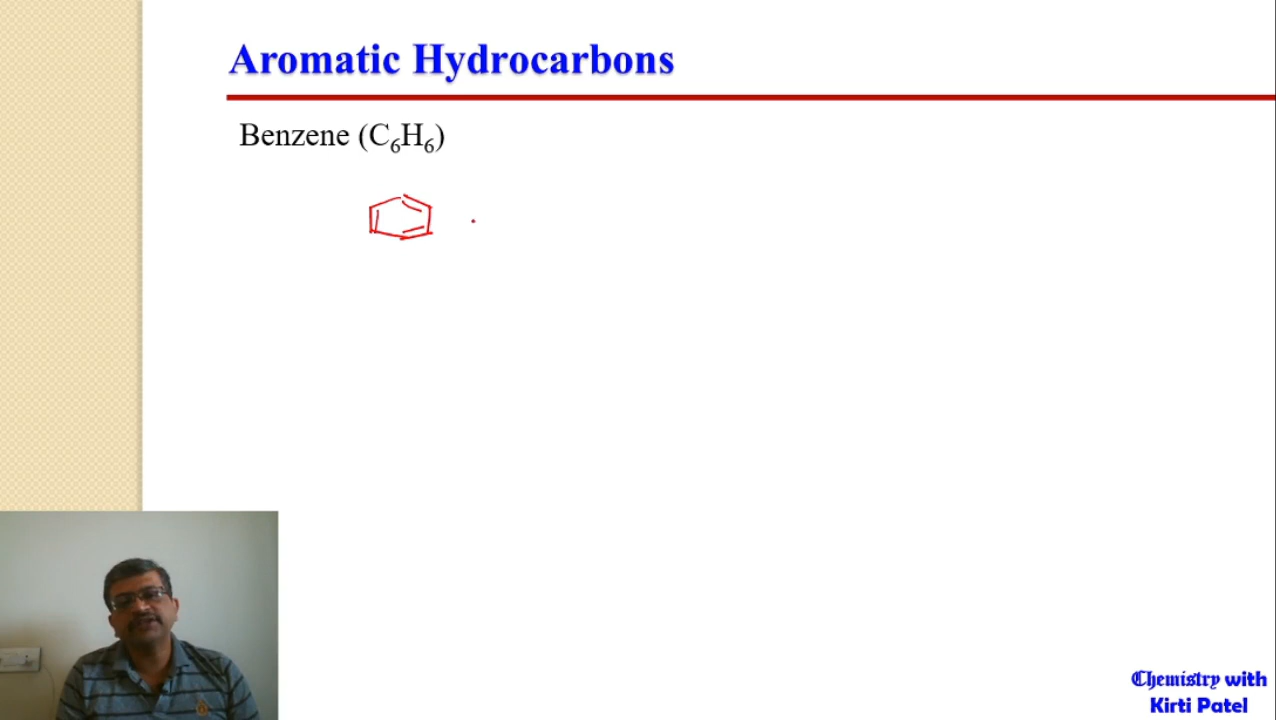 Aromatic Hydrocarbons
Benzene (C₆H₆)
Chemistry with
Kirti Patel